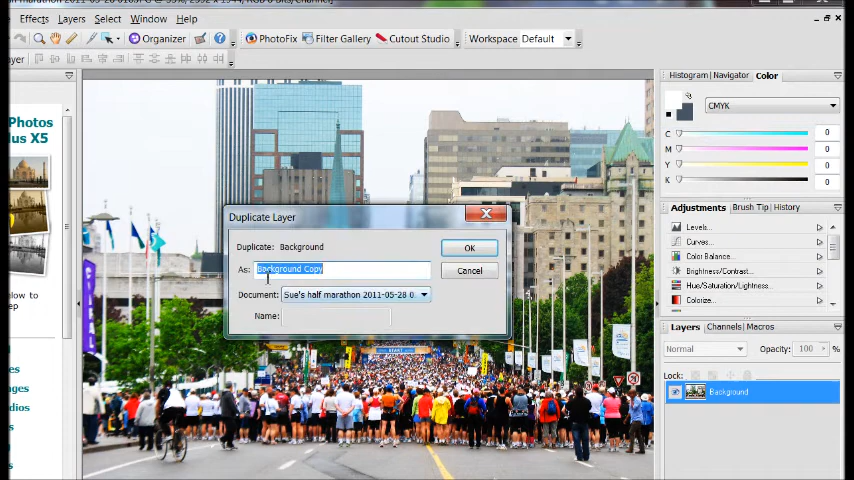 Effects Layers Select Window Help
Organizer PhotoFix Filter Gallery Cutout Studio Workspace Default
Histogram Navigator Color
Photos
lus X5
CMYK
C 0
M 0
Y 0
K 0
Duplicate Layer
Duplicate: Background
OK
As: Background Copy
Cancel
Document: Sue's half marathon 2011-05-28 0...
Name:
Adjustments Brush Tip History
Levels...
Curves...
Color Balance...
Brightness/Contrast...
Hue/Saturation/Lightness...
Colorize...
Layers Channels Macros
Normal Opacity: 100 %
Lock:
Background
START